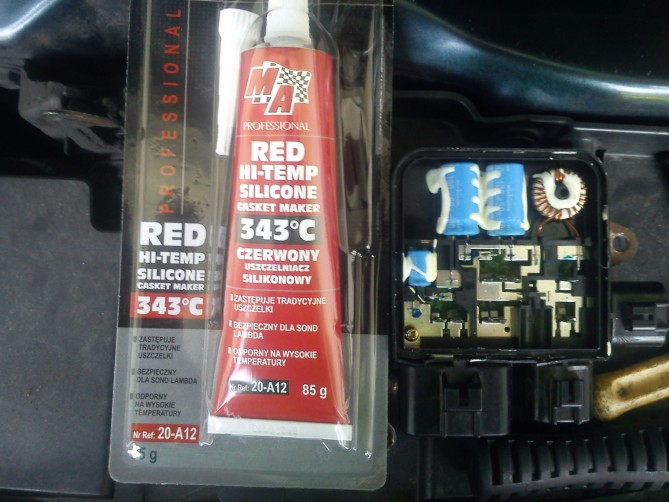 PROFESSIONAL
RED
HI-TEMP
SILICONE
GASKET MAKER
343°C
ZASTĘPUJE
TRADYCYJNE
USZCZELKI
BEZPIECZNY
DLA SOND LAMBDA
ODPORNY
NA WYSOKIE
TEMPERATURY
Nr Ref: 20-A12
5 g
MA
PROFESSIONAL
RED
HI-TEMP
SILICONE
GASKET MAKER
343°C
CZERWONY
USZCZELNIACZ
SILIKONOWY
ZASTĘPUJE TRADYCYJNE
USZCZELKI
BEZPIECZNY DLA SOND
LAMBDA
ODPORNY NA WYSOKIE
TEMPERATURY
Nr Ref: 20-A12 85 g